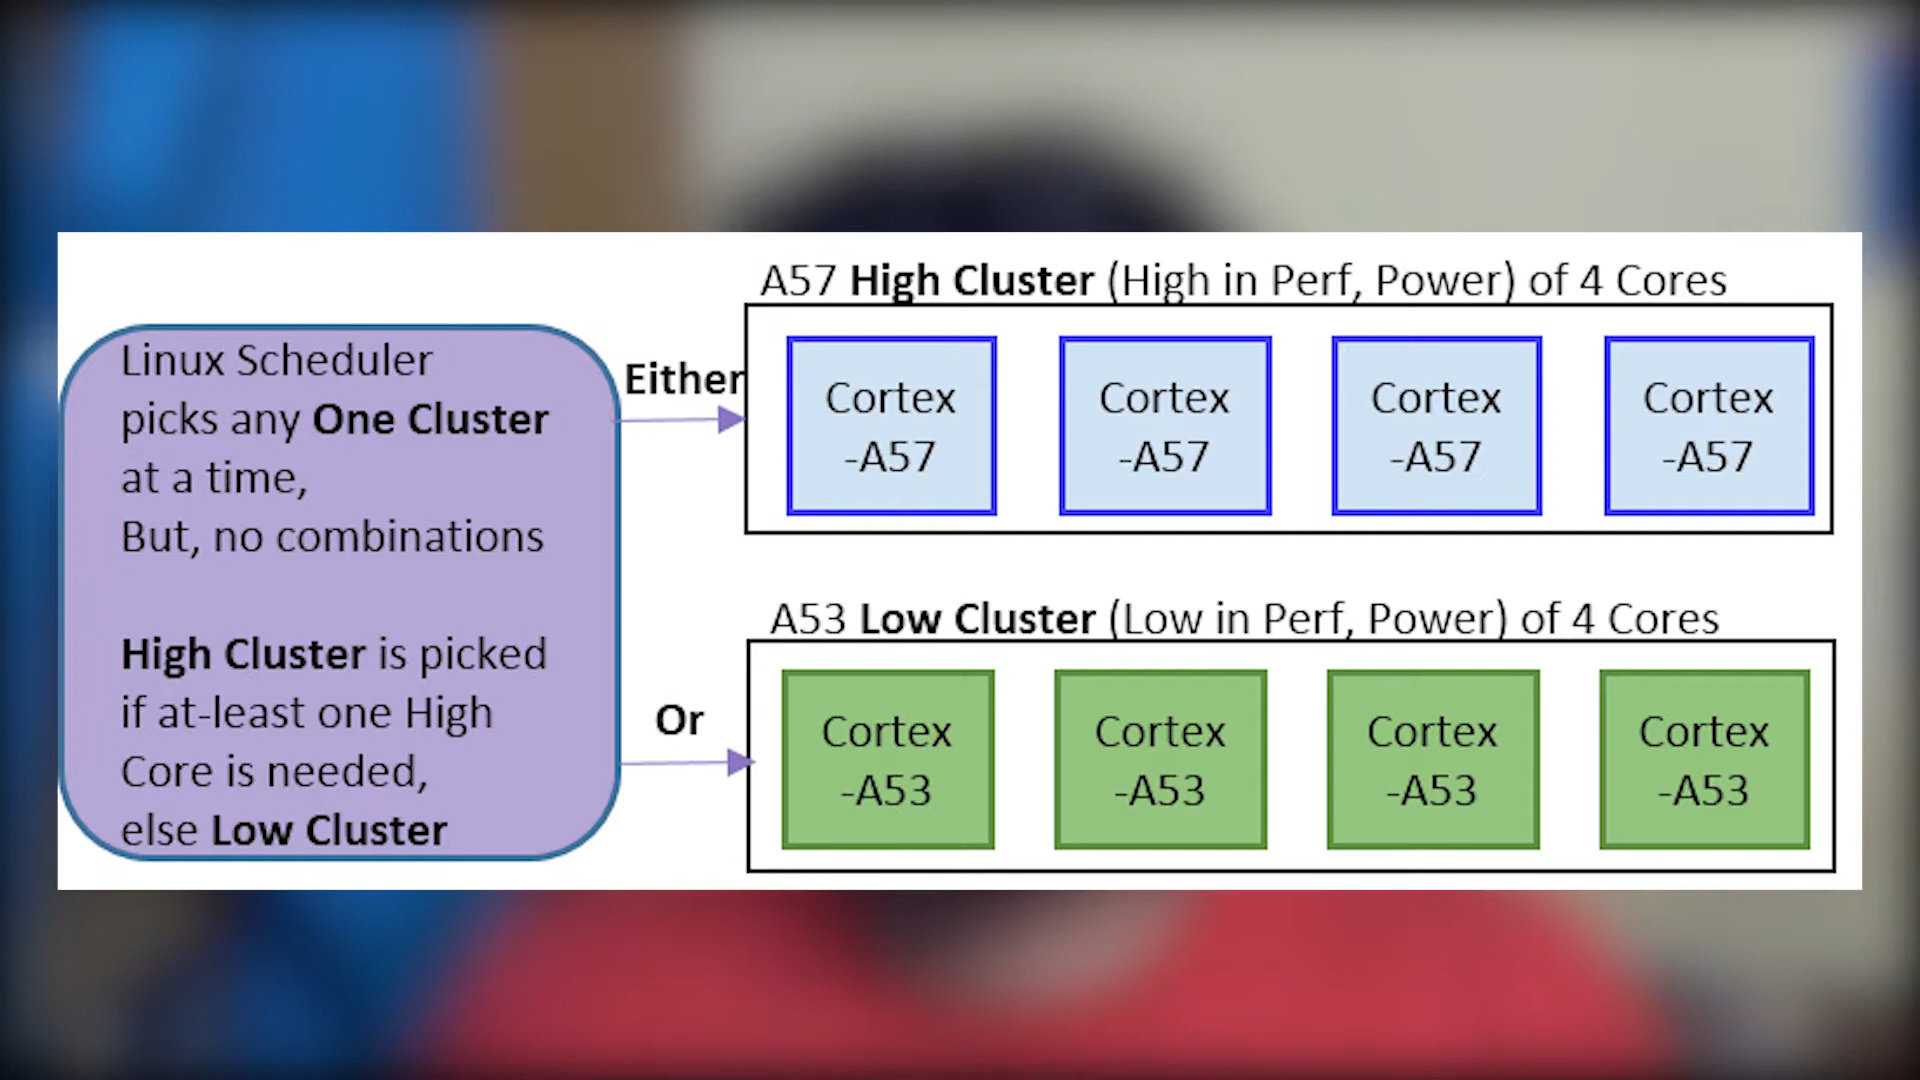 Linux Scheduler
picks any One Cluster
at a time,
But, no combinations
High Cluster is picked
if at-least one High
Core is needed,
else Low Cluster
Either
Or
A57 High Cluster (High in Perf, Power) of 4 Cores
Cortex
-A57
Cortex
-A57
Cortex
-A57
Cortex
-A57
A53 Low Cluster (Low in Perf, Power) of 4 Cores
Cortex
-A53
Cortex
-A53
Cortex
-A53
Cortex
-A53